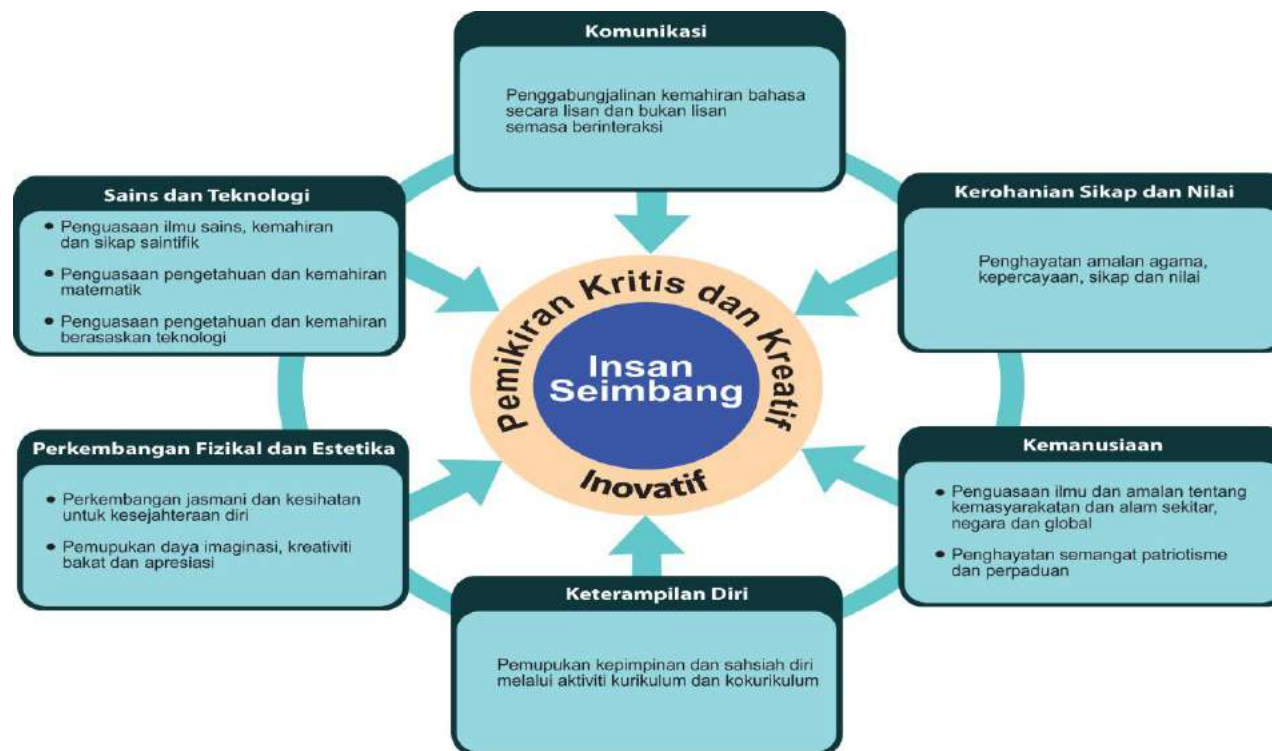 Komunikasi
Penggabungjalinan kemahiran bahasa
secara lisan dan bukan lisan
semasa berinteraksi
Sains dan Teknologi
• Penguasaan ilmu sains, kemahiran
dan sikap saintifik
• Penguasaan pengetahuan dan kemahiran
matematik
• Penguasaan pengetahuan dan kemahiran
berasaskan teknologi
Kerohanian Sikap dan Nilai
Penghayatan amalan agama,
kepercayaan, sikap dan nilai
Pemikiran Kritis dan Kreatif
Insan
Seimbang
Inovatif
Perkembangan Fizikal dan Estetika
• Perkembangan jasmani dan kesihatan
untuk kesejahteraan diri
• Pemupukan daya imaginasi, kreativiti
bakat dan apresiasi
Kemanusiaan
• Penguasaan ilmu dan amalan tentang
kemasyarakatan dan alam sekitar,
negara dan global
• Penghayatan semangat patriotisme
dan perpaduan
Keterampilan Diri
Pemupukan kepimpinan dan sahsiah diri
melalui aktiviti kurikulum dan kokurikulum